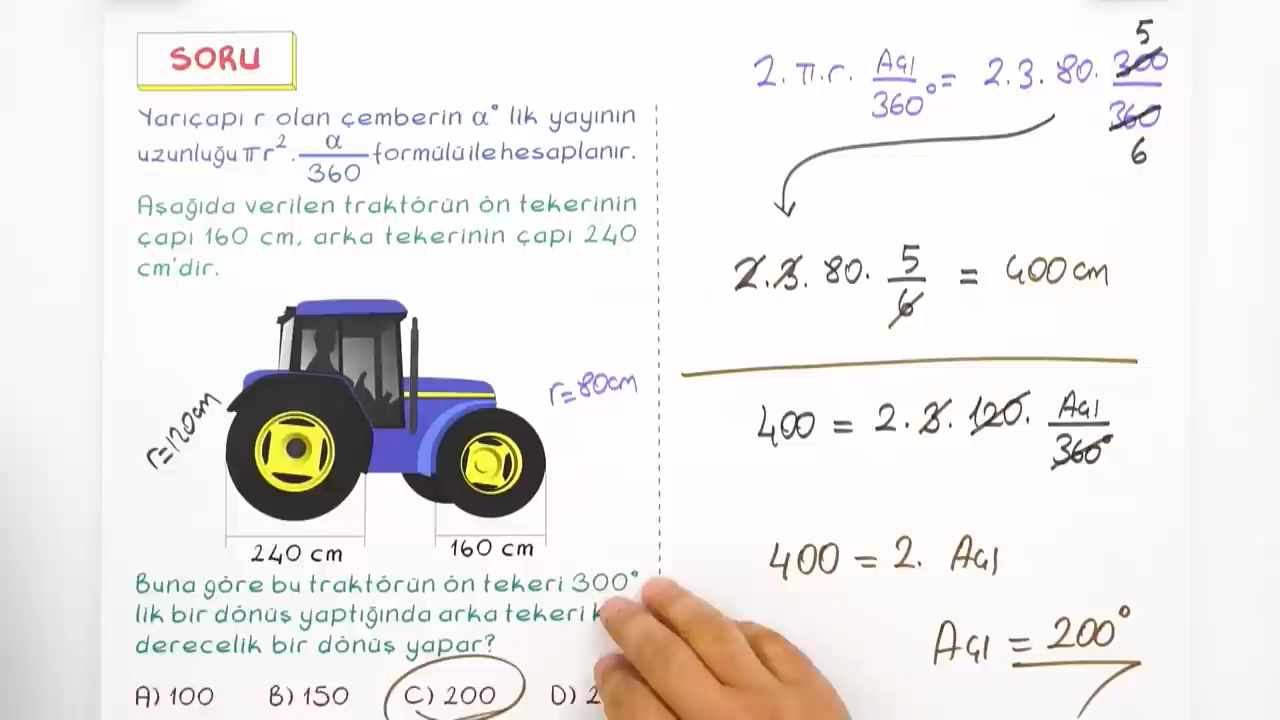 SORU
Yarıçapı r olan çemberin α° lik yayının
uzunluğu πr². α/360 formülü ile hesaplanır.
Aşağıda verilen traktörün ön tekerinin
çapı 160 cm, arka tekerinin çapı 240
cm'dir.
r=120cm
r=80cm
240 cm
160 cm
Buna göre bu traktörün ön tekeri 300°
lik bir dönüş yaptığında arka tekeri
derecelik bir dönüş yapar?
A) 100 B) 150 C) 200 D)
2.π.r. Açı/360° = 2.3.80. 300/360
5
6
2.3.80. 5/6 = 400cm
400 = 2.3.120. Açı/360°
400 = 2. Açı
Açı = 200°